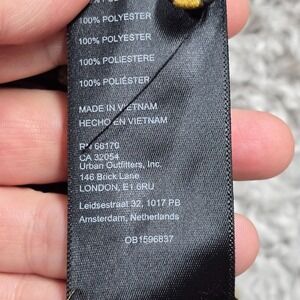 100% POLYESTER
100% POLYESTER
100% POLIESTERE
100% POLIÉSTER
MADE IN VIETNAM
HECHO EN VIETNAM
RN 66170
CA 32054
Urban Outfitters, Inc.
146 Brick Lane
LONDON, E1 6RU
Leidsestraat 32, 1017 PB
Amsterdam, Netherlands
OB1596837